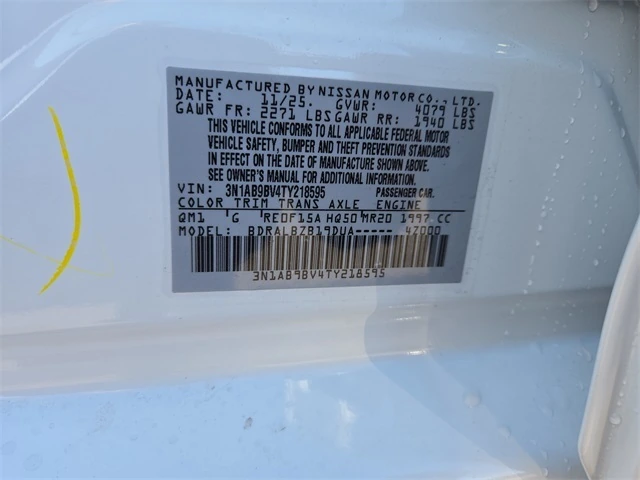 MANUFACTURED BY NISSAN MOTOR CO., LTD.
DATE: 11/25. GVWR: 4079 LBS
GAWR FR: 2271 LBS GAWR RR: 1940 LBS
THIS VEHICLE CONFORMS TO ALL APPLICABLE FEDERAL MOTOR
VEHICLE SAFETY, BUMPER AND THEFT PREVENTION STANDARDS
IN EFFECT ON THE DATE OF MANUFACTURE SHOWN ABOVE.
SEE OWNER'S MANUAL FOR ADDITIONAL INFORMATION.
VIN: 3N1AB9BV4TY218595 PASSENGER CAR.
COLOR TRIM TRANS AXLE ENGINE
QM1 G RE0F15A HQ50 MR20 1997 CC
MODEL: BDRALBZB19DUA----- 4Z000
3N1AB9BV4TY218595